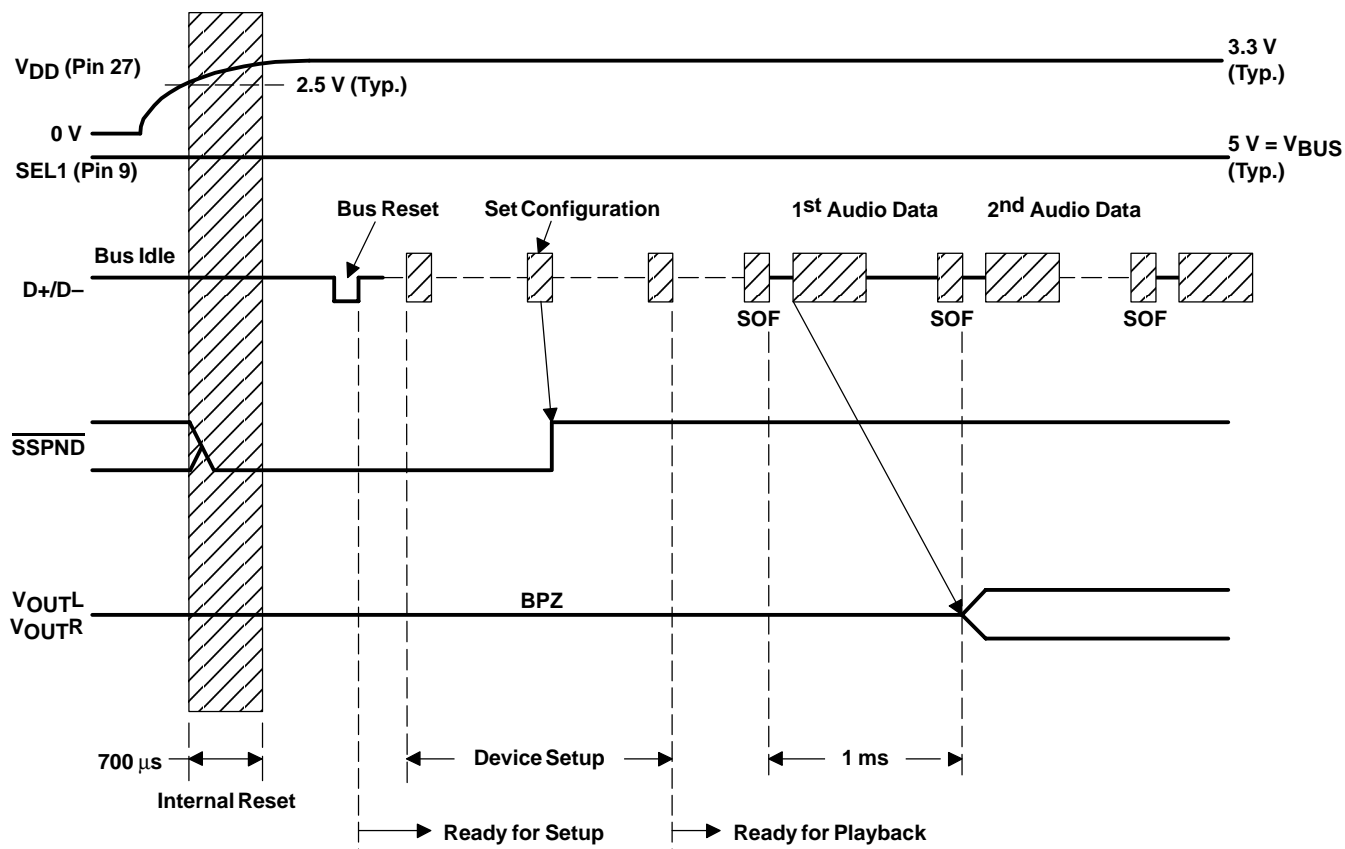 VDD (Pin 27)
3.3 V
(Typ.)
2.5 V (Typ.)
0 V
SEL1 (Pin 9)
5 V = VBUS
(Typ.)
Bus Reset
Set Configuration
1st Audio Data
2nd Audio Data
Bus Idle
D+/D–
SOF
SOF
SOF
SSPND
BPZ
VOUTL
VOUTR
700 μs
Device Setup
1 ms
Internal Reset
Ready for Setup
Ready for Playback